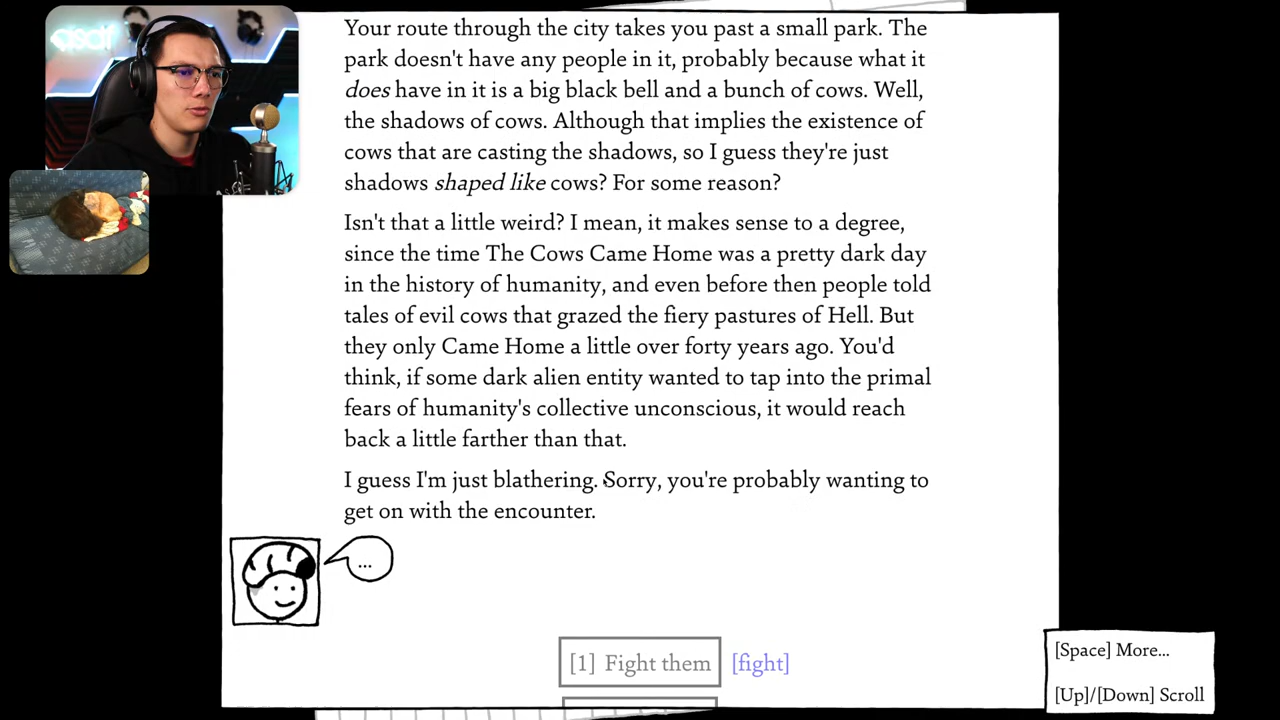 asdf
Your route through the city takes you past a small park. The
park doesn't have any people in it, probably because what it
does have in it is a big black bell and a bunch of cows. Well,
the shadows of cows. Although that implies the existence of
cows that are casting the shadows, so I guess they're just
shadows shaped like cows? For some reason?
Isn't that a little weird? I mean, it makes sense to a degree,
since the time The Cows Came Home was a pretty dark day
in the history of humanity, and even before then people told
tales of evil cows that grazed the fiery pastures of Hell. But
they only Came Home a little over forty years ago. You'd
think, if some dark alien entity wanted to tap into the primal
fears of humanity's collective unconscious, it would reach
back a little farther than that.
I guess I'm just blathering. Sorry, you're probably wanting to
get on with the encounter.
...
[1] Fight them [fight]
[Space] More...
[Up]/[Down] Scroll